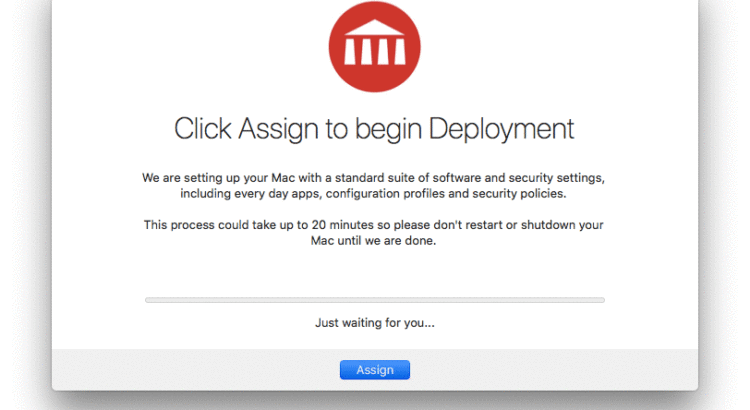 Click Assign to begin Deployment
We are setting up your Mac with a standard suite of software and security settings,
including every day apps, configuration profiles and security policies.
This process could take up to 20 minutes so please don't restart or shutdown your
Mac until we are done.
Just waiting for you...
Assign